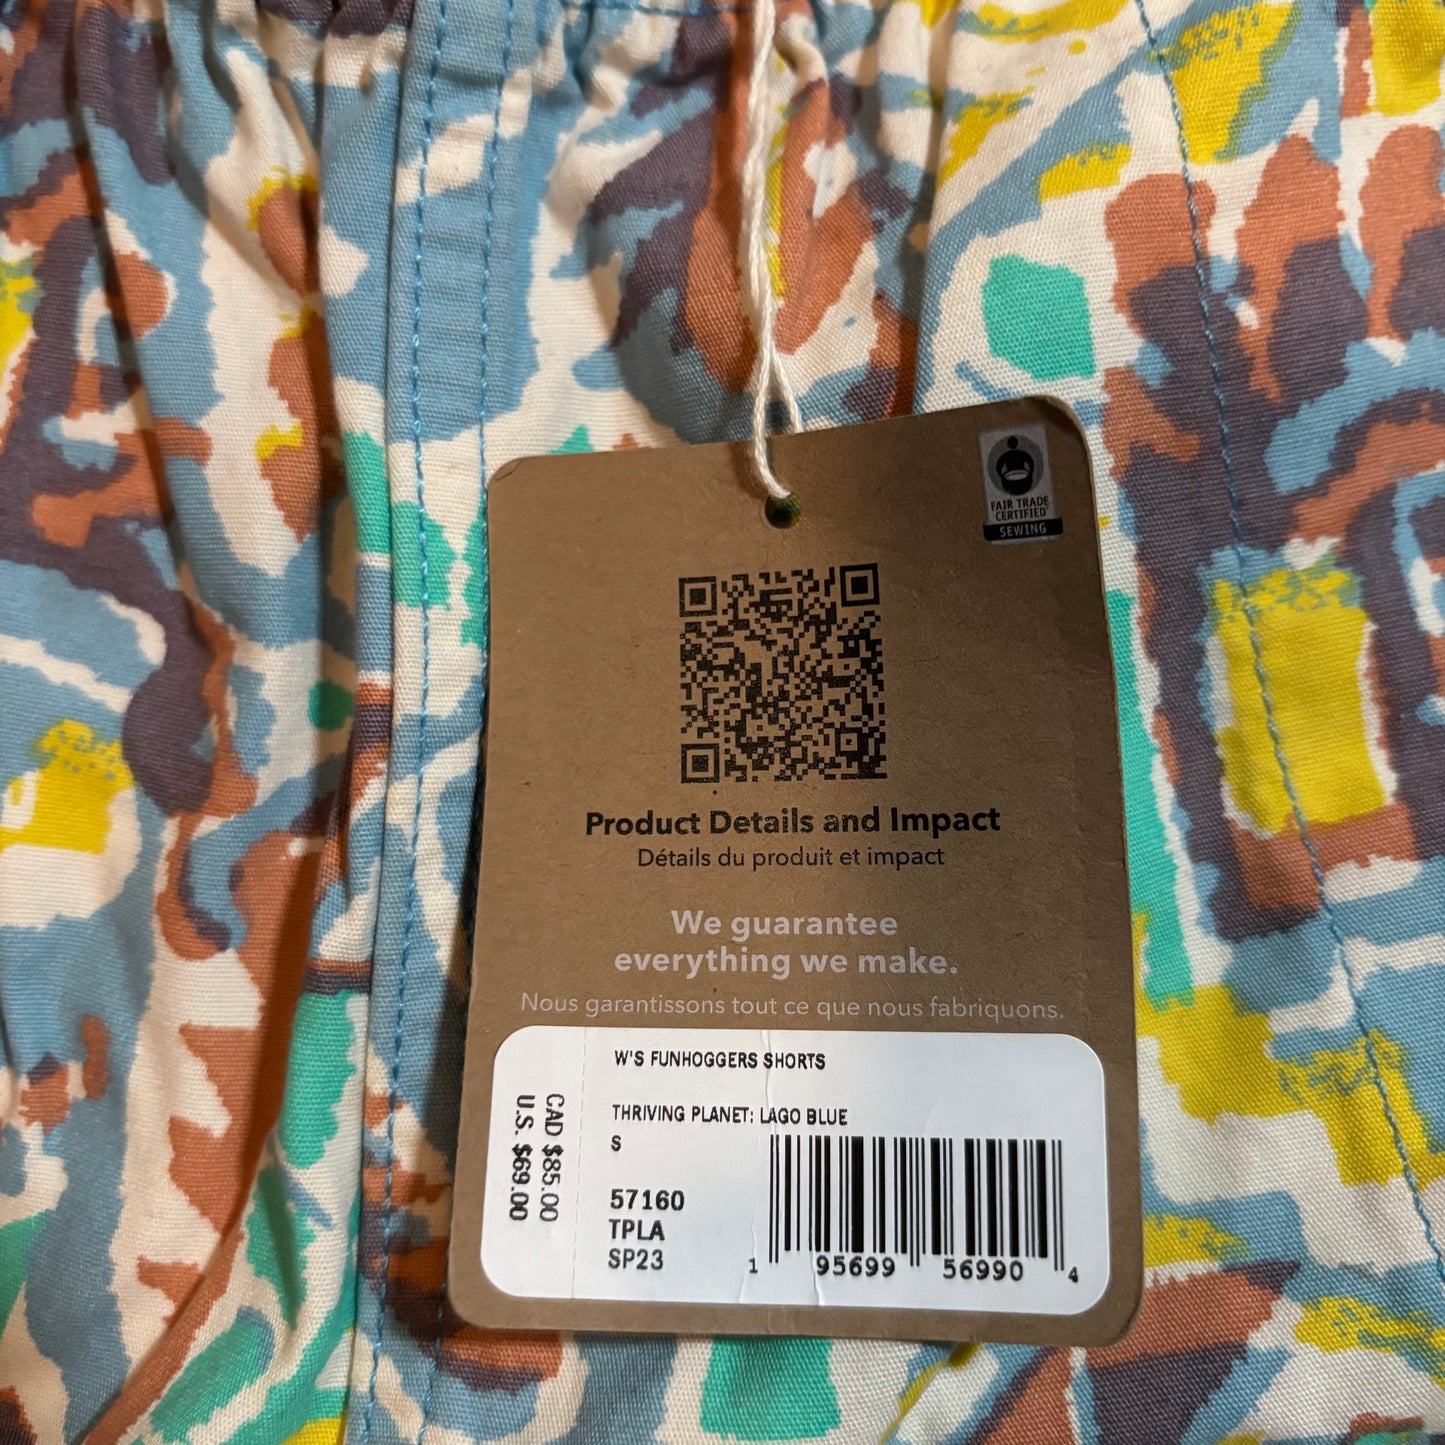 FAIR TRADE
CERTIFIED
SEWING
Product Details and Impact
Détails du produit et impact
We guarantee
everything we make.
Nous garantissons tout ce que nous fabriquons.
W'S FUNHOGGERS SHORTS
THRIVING PLANET: LAGO BLUE
S
57160
TPLA
SP23
CAD $85.00
U.S. $69.00
1 95699 56990 4